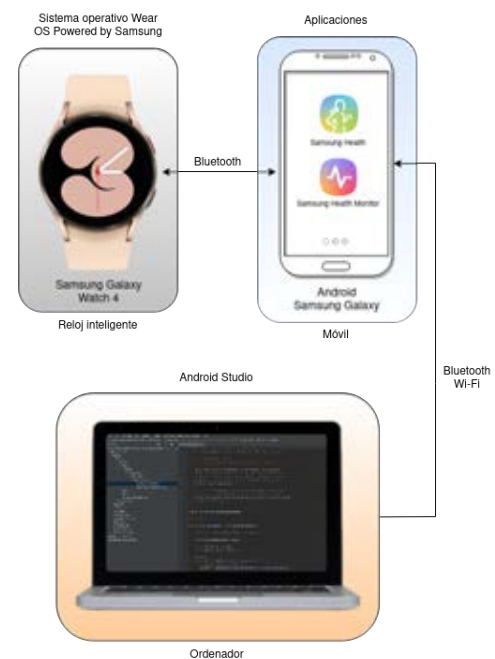 Sistema operativo Wear
OS Powered by Samsung
Aplicaciones
Bluetooth
Samsung Health
Samsung Health Monitor
Samsung Galaxy
Watch 4
Android
Samsung Galaxy
Reloj inteligente
Móvil
Bluetooth
Wi-Fi
Android Studio
Ordenador